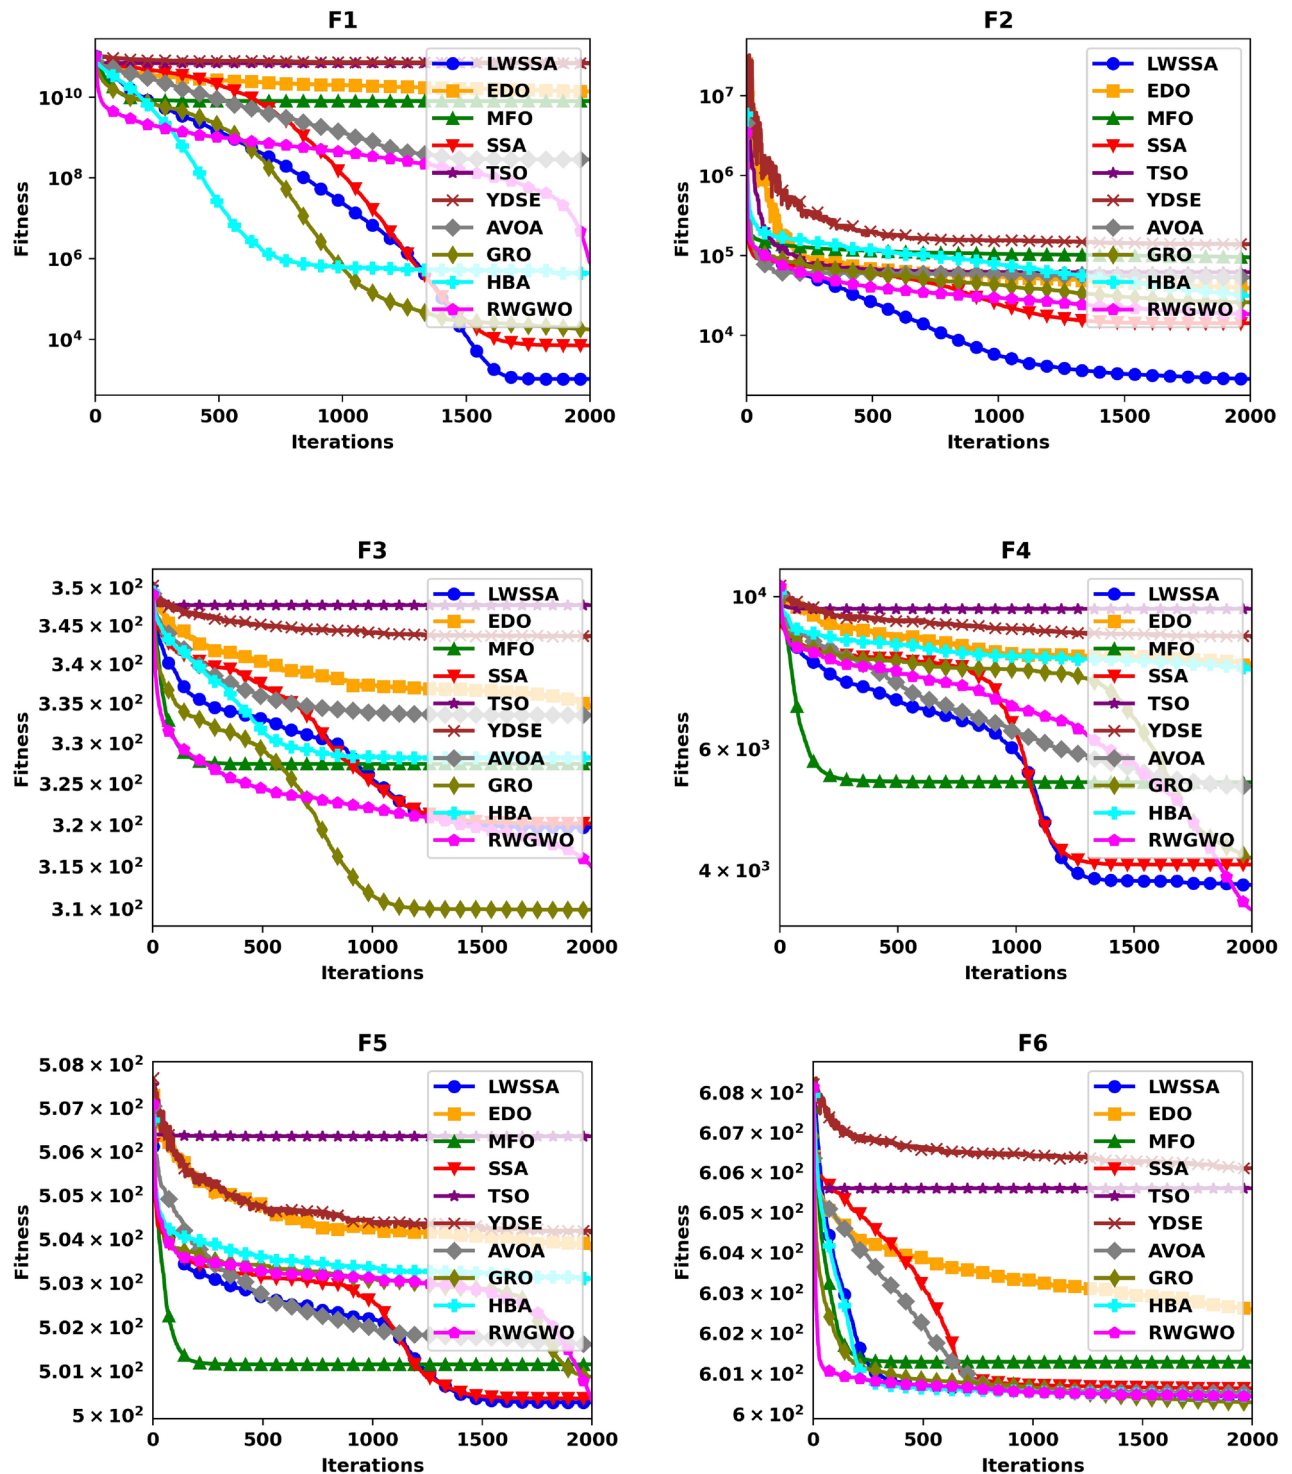 F1
Fitness
10^10
10^8
10^6
10^4
0 500 1000 1500 2000
Iterations
LWSSA
EDO
MFO
SSA
TSO
YDSE
AVOA
GRO
HBA
RWGWO
F2
Fitness
10^7
10^6
10^5
10^4
0 500 1000 1500 2000
Iterations
LWSSA
EDO
MFO
SSA
TSO
YDSE
AVOA
GRO
HBA
RWGWO
F3
Fitness
3.5 × 10^2
3.45 × 10^2
3.4 × 10^2
3.35 × 10^2
3.3 × 10^2
3.25 × 10^2
3.2 × 10^2
3.15 × 10^2
3.1 × 10^2
0 500 1000 1500 2000
Iterations
LWSSA
EDO
MFO
SSA
TSO
YDSE
AVOA
GRO
HBA
RWGWO
F4
Fitness
10^4
6 × 10^3
4 × 10^3
0 500 1000 1500 2000
Iterations
LWSSA
EDO
MFO
SSA
TSO
YDSE
AVOA
GRO
HBA
RWGWO
F5
Fitness
5.08 × 10^2
5.07 × 10^2
5.06 × 10^2
5.05 × 10^2
5.04 × 10^2
5.03 × 10^2
5.02 × 10^2
5.01 × 10^2
5 × 10^2
0 500 1000 1500 2000
Iterations
LWSSA
EDO
MFO
SSA
TSO
YDSE
AVOA
GRO
HBA
RWGWO
F6
Fitness
6.08 × 10^2
6.07 × 10^2
6.06 × 10^2
6.05 × 10^2
6.04 × 10^2
6.03 × 10^2
6.02 × 10^2
6.01 × 10^2
6 × 10^2
0 500 1000 1500 2000
Iterations
LWSSA
EDO
MFO
SSA
TSO
YDSE
AVOA
GRO
HBA
RWGWO